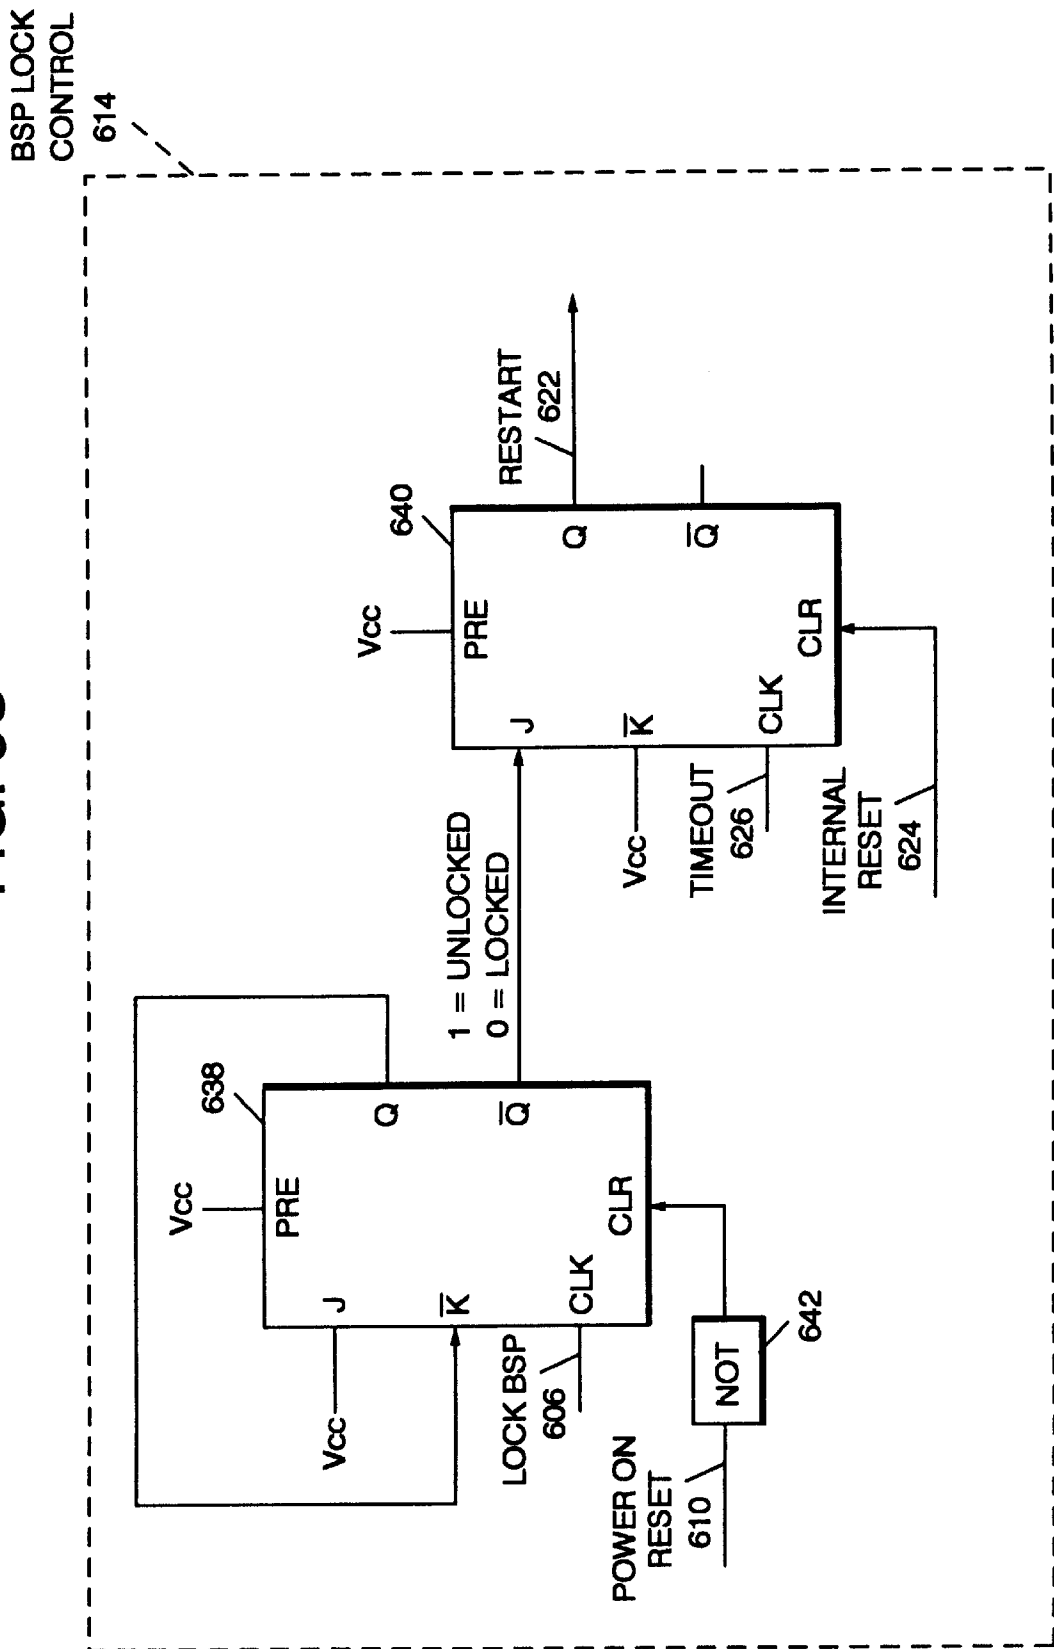 BSP LOCK
CONTROL
614
638
Vcc
PRE
J
Vcc
K̅
Q
Q̅
LOCK BSP
606
CLK
CLR
POWER ON
RESET
610
NOT
642
1 = UNLOCKED
0 = LOCKED
640
Vcc
PRE
J
Vcc
K̅
TIMEOUT
626
CLK
CLR
INTERNAL
RESET
624
Q
Q̅
RESTART
622